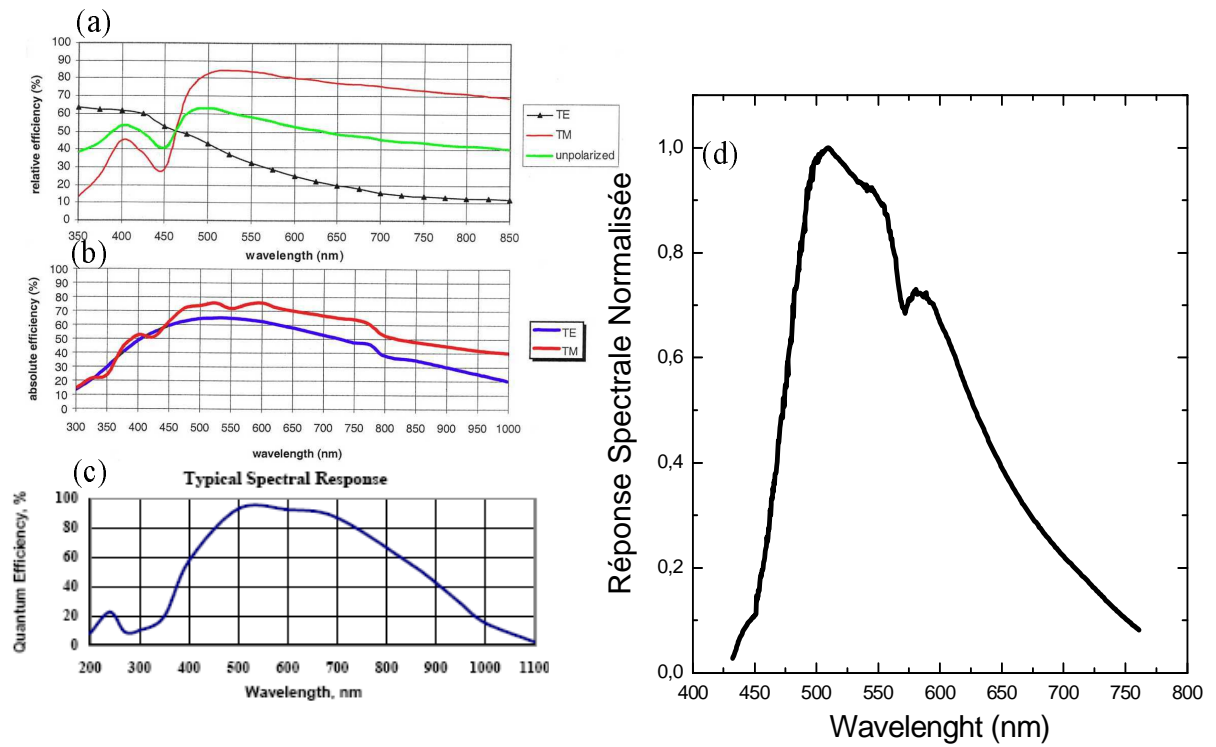 (a)
100
90
80
70
60
50
40
30
20
10
0
relative efficiency (%)
350 400 450 500 550 600 650 700 750 800 850
wavelength (nm)
TE
TM
unpolarized
(b)
100
90
80
70
60
50
40
30
20
10
0
absolute efficiency (%)
300 350 400 450 500 550 600 650 700 750 800 850 900 950 1000
wavelength (nm)
TE
TM
(c)
Typical Spectral Response
100
80
60
40
20
0
Quantum Efficiency, %
200 300 400 500 600 700 800 900 1000 1100
Wavelength, nm
(d)
1,0
0,8
0,6
0,4
0,2
0,0
Réponse Spectrale Normalisée
400 450 500 550 600 650 700 750 800
Wavelenght (nm)